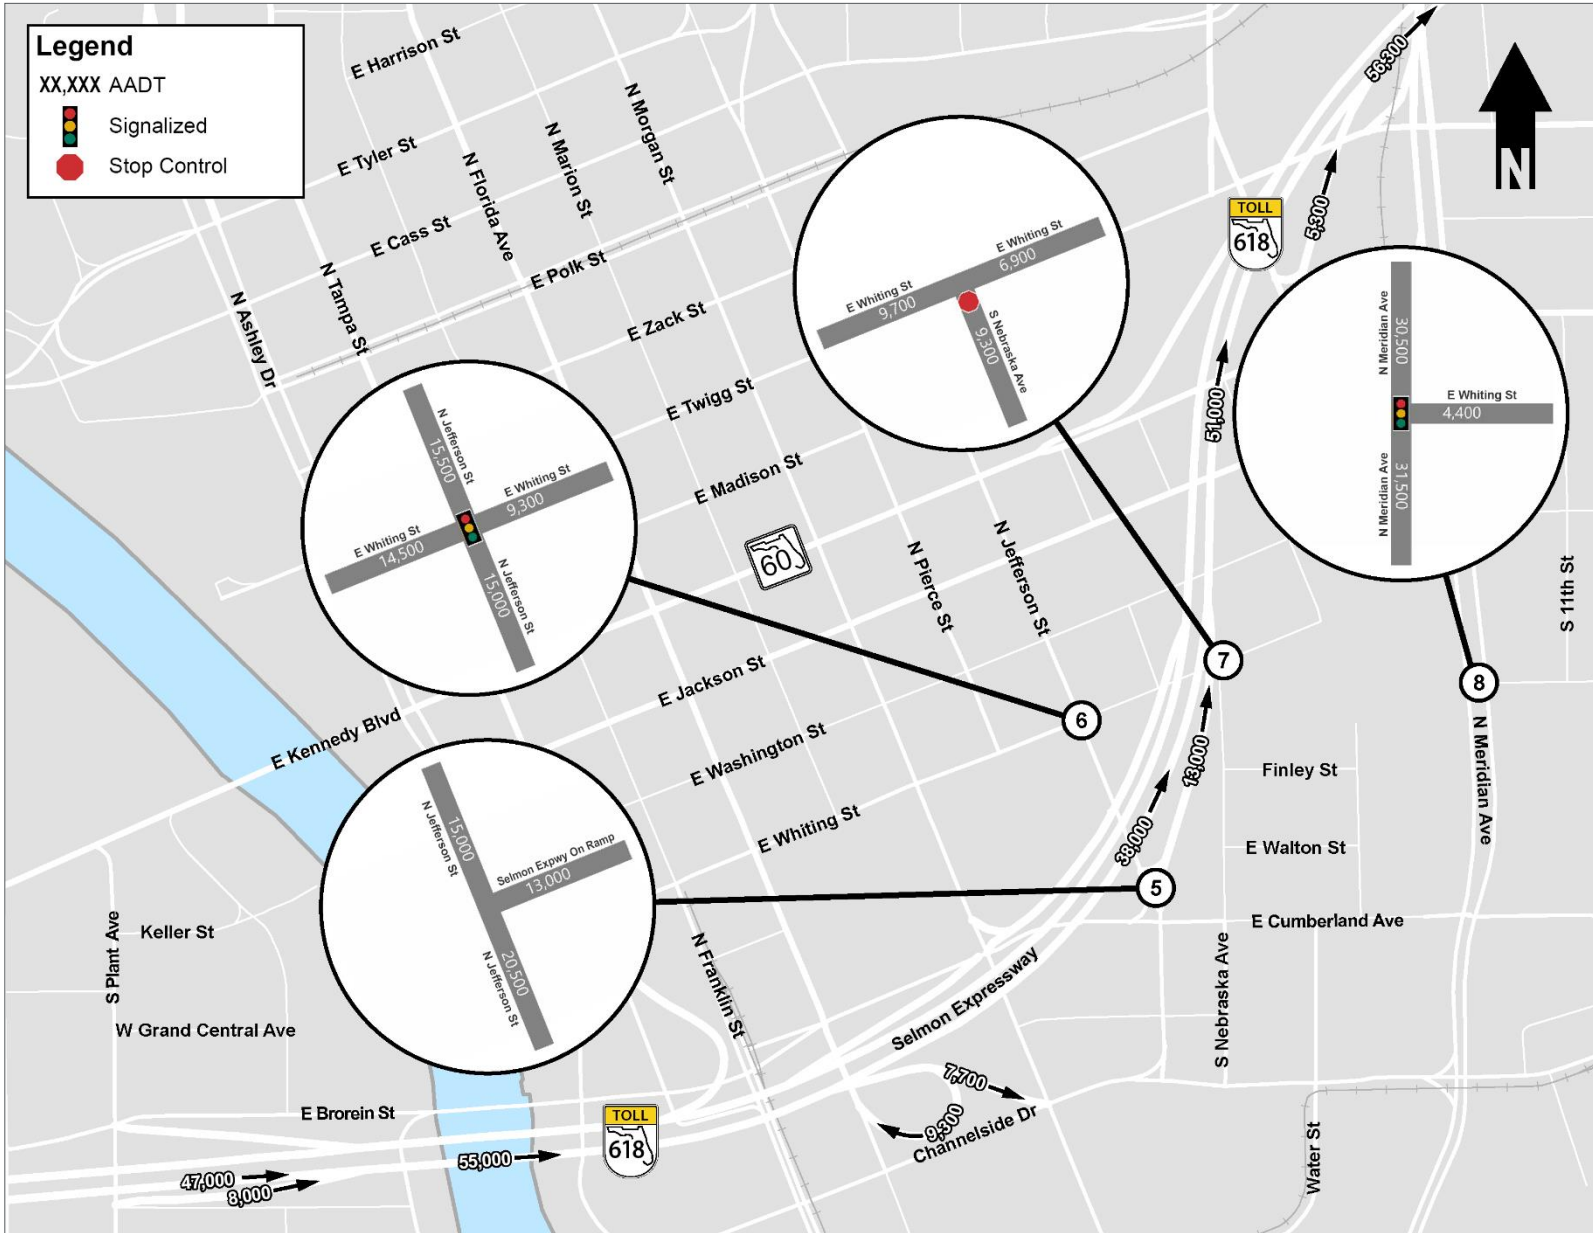 Legend
XX,XXX AADT
Signalized
Stop Control
E Harrison St
E Tyler St
E Cass St
E Polk St
E Zack St
E Twigg St
E Madison St
E Jackson St
E Kennedy Blvd
E Washington St
E Whiting St
N Ashley Dr
N Tampa St
N Florida Ave
N Marion St
N Morgan St
N Pierce St
N Jefferson St
60
N
56,300
5,300
TOLL
618
51,000
13,000
38,000
E Whiting St
6,900
E Whiting St
9,700
S Nebraska Ave
9,300
N Meridian Ave
30,500
E Whiting St
4,400
N Meridian Ave
31,500
N Jefferson St
15,500
E Whiting St
9,300
E Whiting St
14,500
N Jefferson St
15,000
15,000
N Jefferson St
Selmon Expwy On Ramp
13,000
20,500
N Jefferson St
5
6
7
8
S 11th St
N Meridian Ave
Finley St
E Walton St
E Cumberland Ave
S Nebraska Ave
Water St
Selmon Expressway
N Franklin St
Channelside Dr
7,700
9,300
Keller St
S Plant Ave
W Grand Central Ave
E Brorein St
TOLL
618
55,000
47,000
8,000